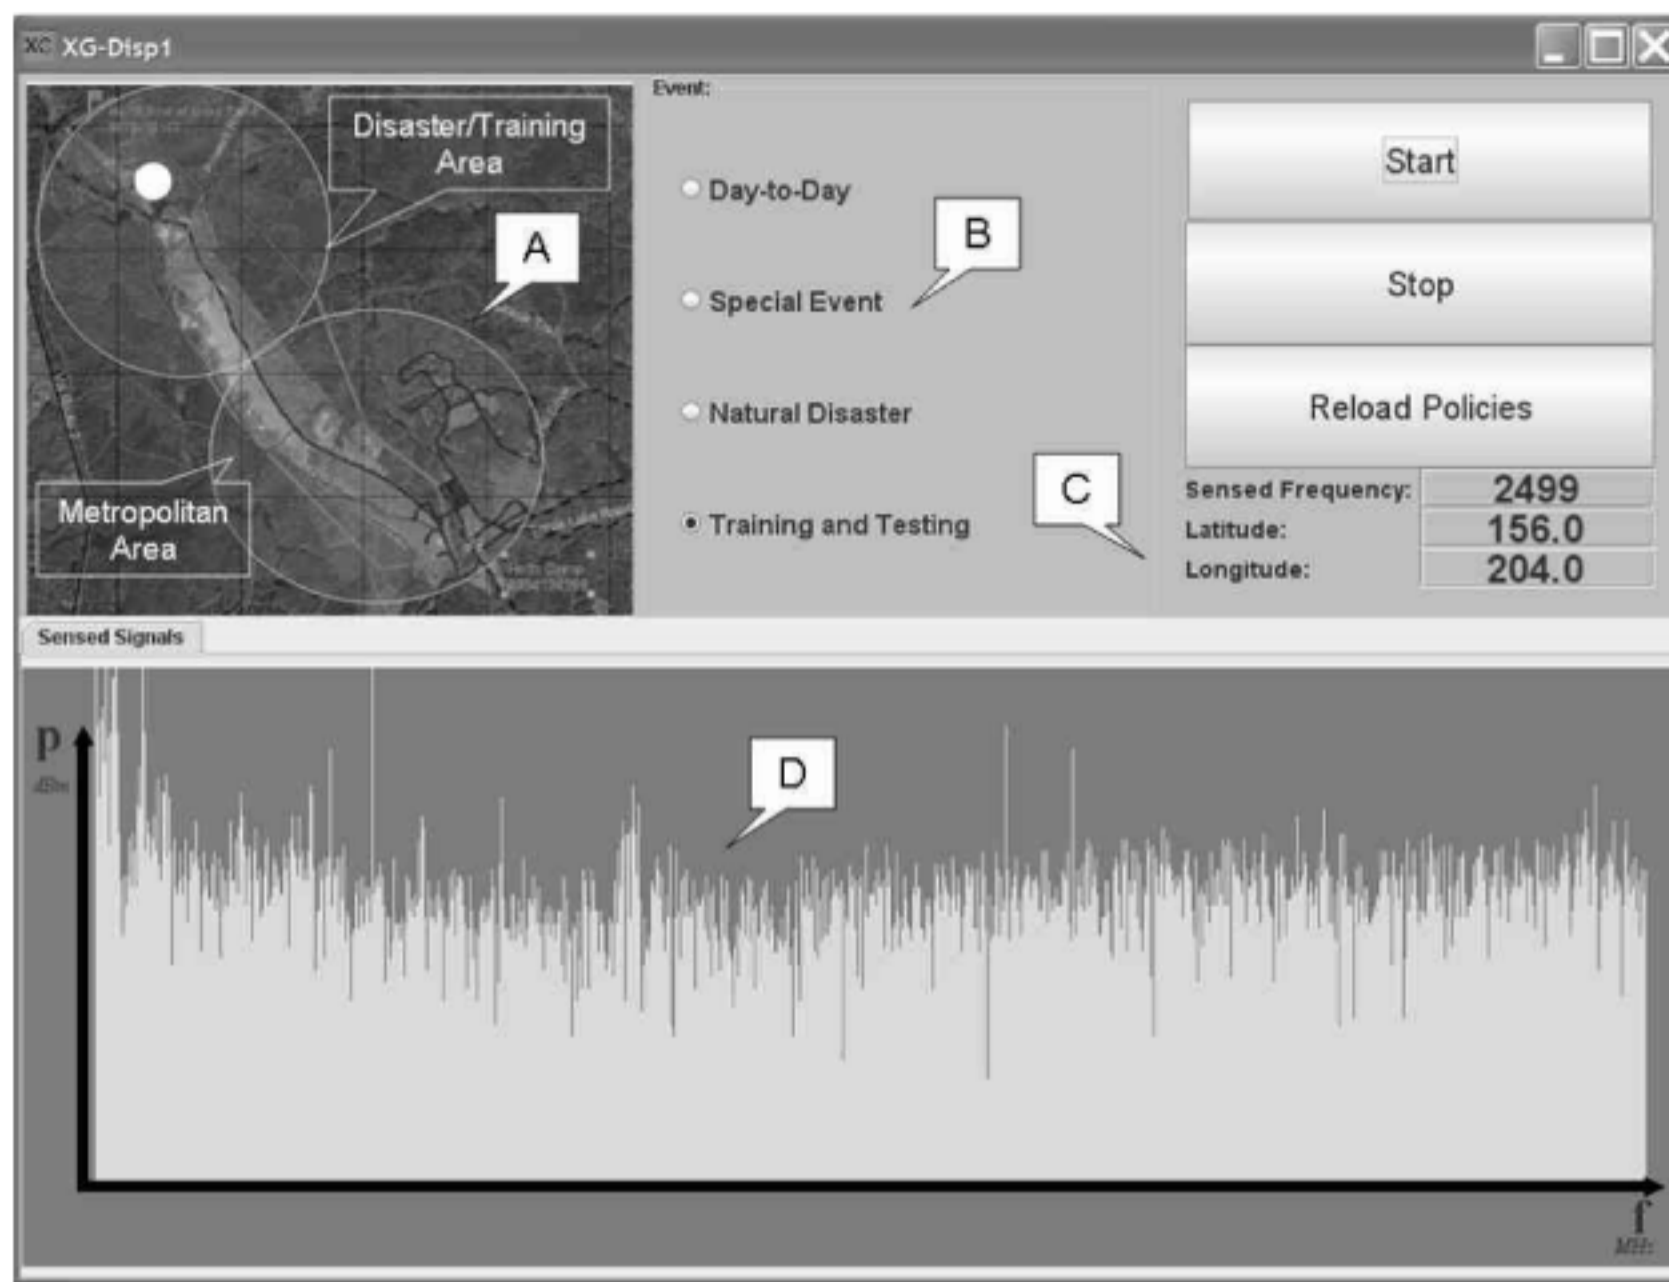 XG XG-Disp1
Disaster/Training
Area
A
Metropolitan
Area
Event:
Day-to-Day
B
Special Event
Natural Disaster
C
Training and Testing
Start
Stop
Reload Policies
Sensed Frequency: 2499
Latitude: 156.0
Longitude: 204.0
Sensed Signals
p
dBm
D
f
MHz